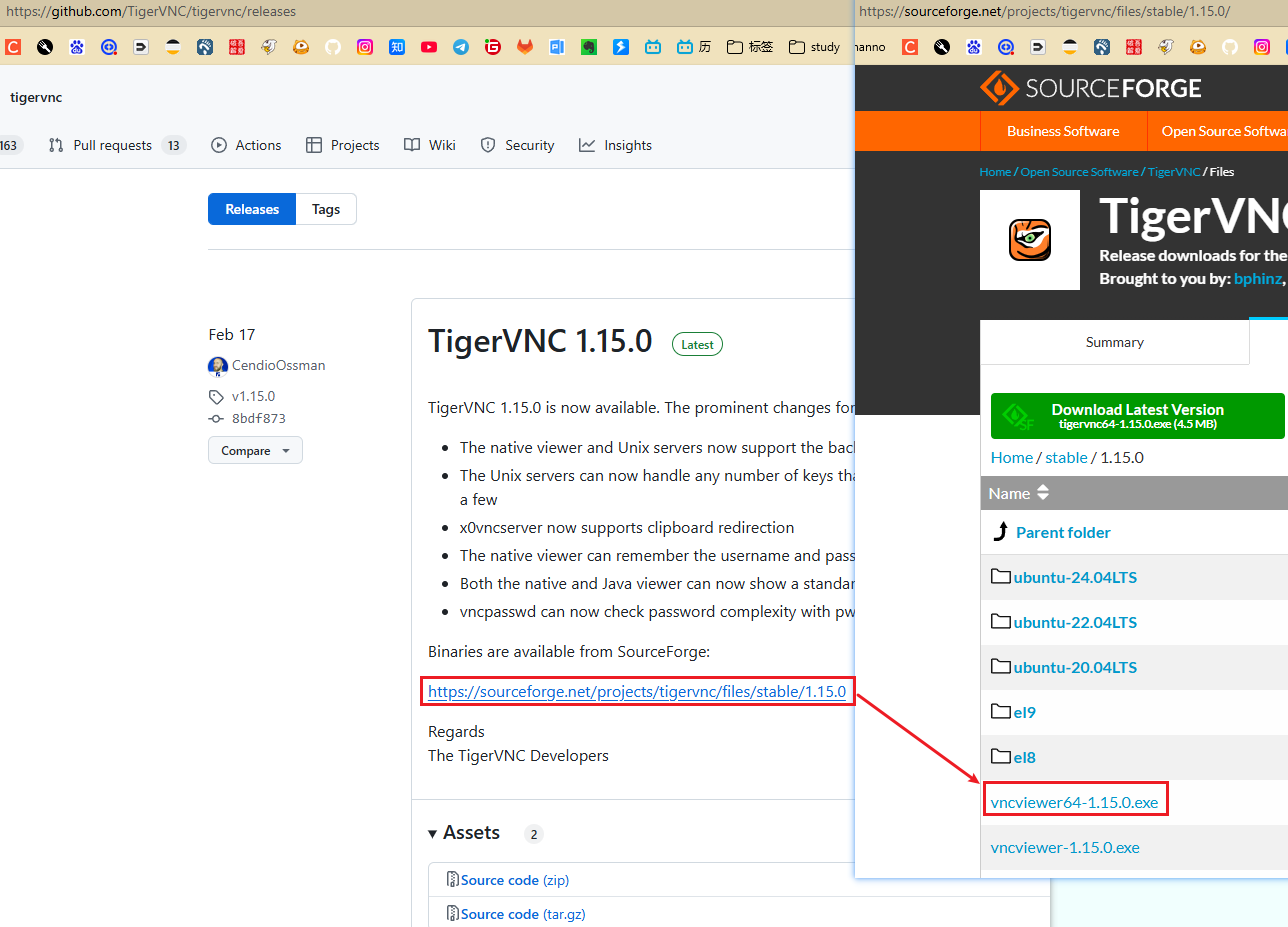 https://github.com/TigerVNC/tigervnc/releases
历
标签
study
tigervnc
163
Pull requests 13
Actions
Projects
Wiki
Security
Insights
Releases
Tags
Feb 17
CendioOssman
v1.15.0
8bdf873
Compare
TigerVNC 1.15.0 Latest
TigerVNC 1.15.0 is now available. The prominent changes for
The native viewer and Unix servers now support the bac
The Unix servers can now handle any number of keys tha
a few
x0vncserver now supports clipboard redirection
The native viewer can remember the username and pass
Both the native and Java viewer can now show a standar
vncpasswd can now check password complexity with pw
Binaries are available from SourceForge:
https://sourceforge.net/projects/tigervnc/files/stable/1.15.0
Regards
The TigerVNC Developers
Assets 2
Source code (zip)
Source code (tar.gz)
https://sourceforge.net/projects/tigervnc/files/stable/1.15.0/
hanno
SOURCEFORGE
Business Software
Open Source Softwa
Home / Open Source Software / TigerVNC / Files
TigerVNC
Release downloads for the
Brought to you by: bphinz,
Summary
Download Latest Version
tigervnc64-1.15.0.exe (4.5 MB)
Home / stable / 1.15.0
Name
Parent folder
ubuntu-24.04LTS
ubuntu-22.04LTS
ubuntu-20.04LTS
el9
el8
vncviewer64-1.15.0.exe
vncviewer-1.15.0.exe